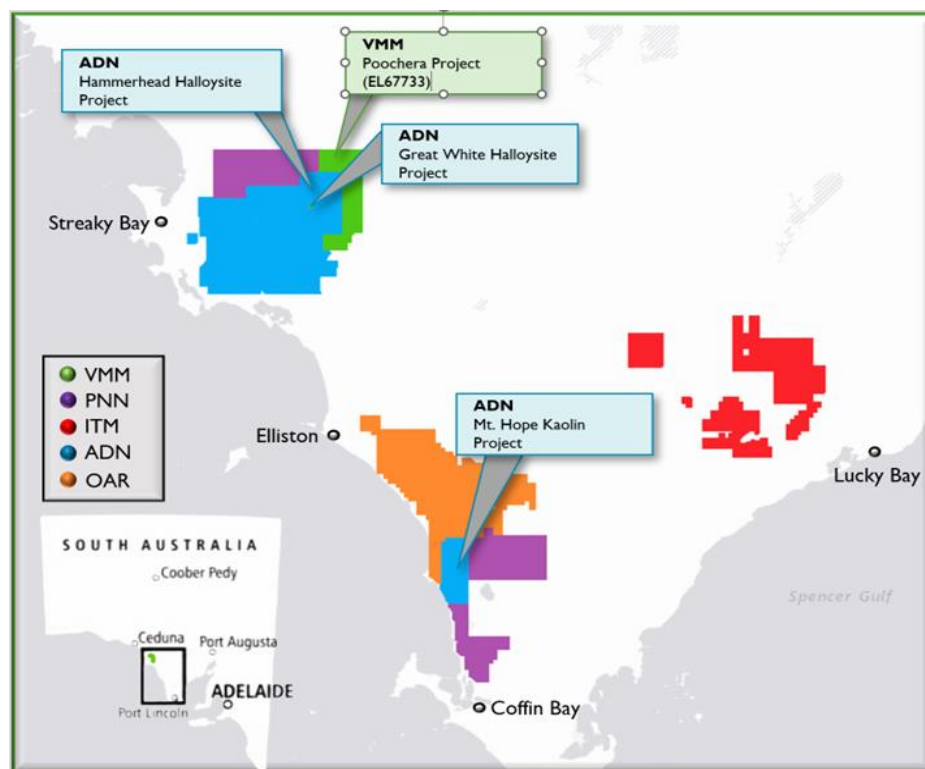 VMM
Poochera Project
(EL67733)
ADN
Hammerhead Halloysite
Project
ADN
Great White Halloysite
Project
Streaky Bay
VMM
PNN
ITM
ADN
OAR
Elliston
ADN
Mt. Hope Kaolin
Project
Lucky Bay
Spencer Gulf
Coffin Bay
SOUTH AUSTRALIA
Coober Pedy
Ceduna
Port Augusta
ADELAIDE
Port Lincoln